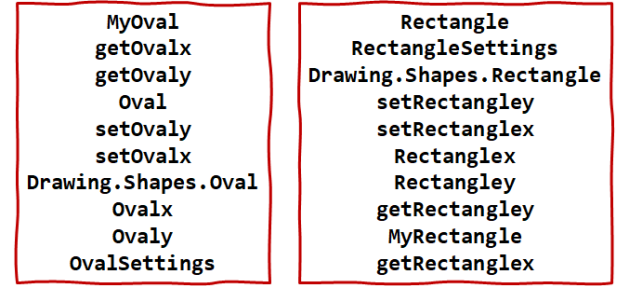 MyOval
getOvalx
getOvaly
Oval
setOvaly
setOvalx
Drawing.Shapes.Oval
Ovalx
Ovaly
OvalSettings
Rectangle
RectangleSettings
Drawing.Shapes.Rectangle
setRectangley
setRectanglex
Rectanglex
Rectangley
getRectangley
MyRectangle
getRectanglex